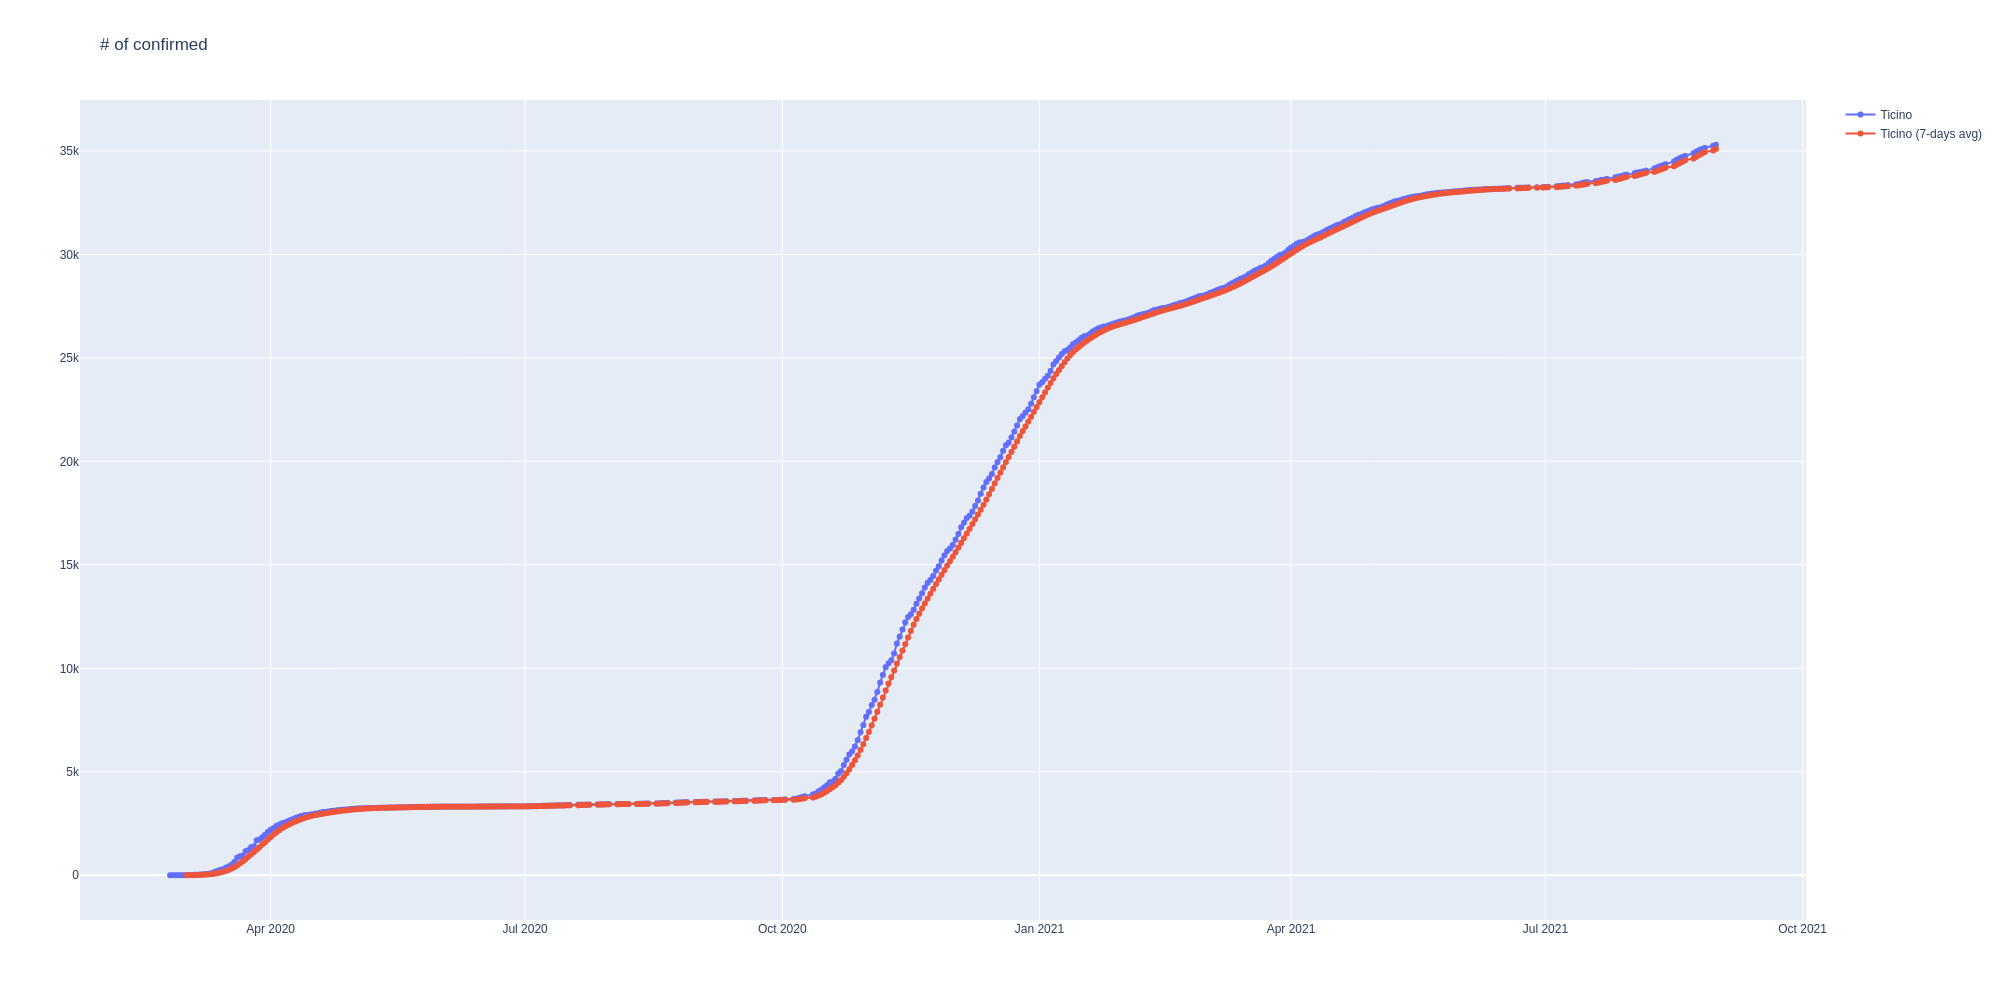 # of confirmed
Ticino
Ticino (7-days avg)
35k
30k
25k
20k
15k
10k
5k
0
Apr 2020
Jul 2020
Oct 2020
Jan 2021
Apr 2021
Jul 2021
Oct 2021